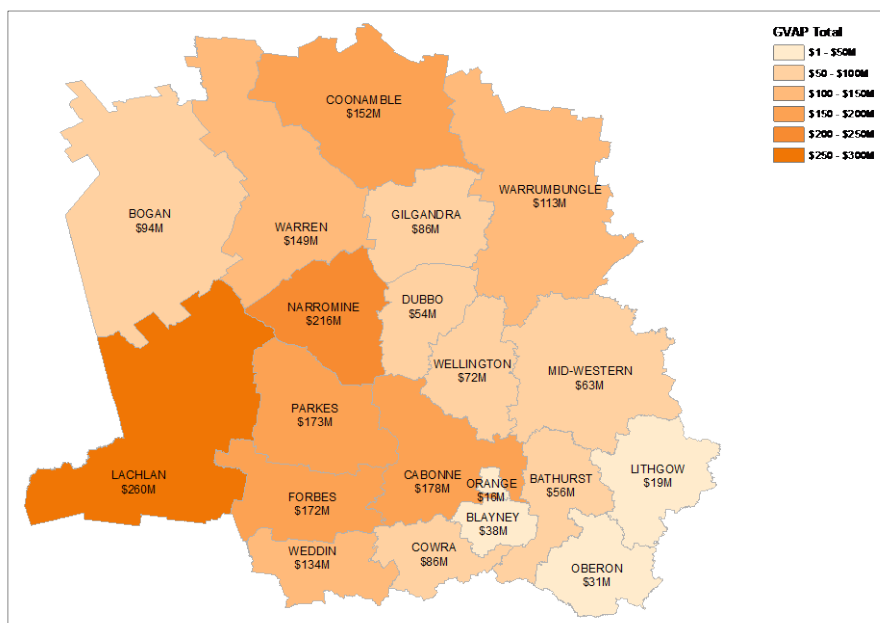 GVAP Total
$1 - $50M
$50 - $100M
$100 - $150M
$150 - $200M
$200 - $250M
$250 - $300M
COONAMBLE
$152M
WARRUMBUNGLE
$113M
BOGAN
$94M
GILGANDRA
$86M
WARREN
$149M
NARROMINE
$216M
DUBBO
$54M
WELLINGTON
$72M
MID-WESTERN
$63M
PARKES
$173M
LACHLAN
$260M
CABONNE
$178M
ORANGE
$16M
BATHURST
$56M
LITHGOW
$19M
FORBES
$172M
BLAYNEY
$38M
WEDDIN
$134M
COWRA
$86M
OBERON
$31M